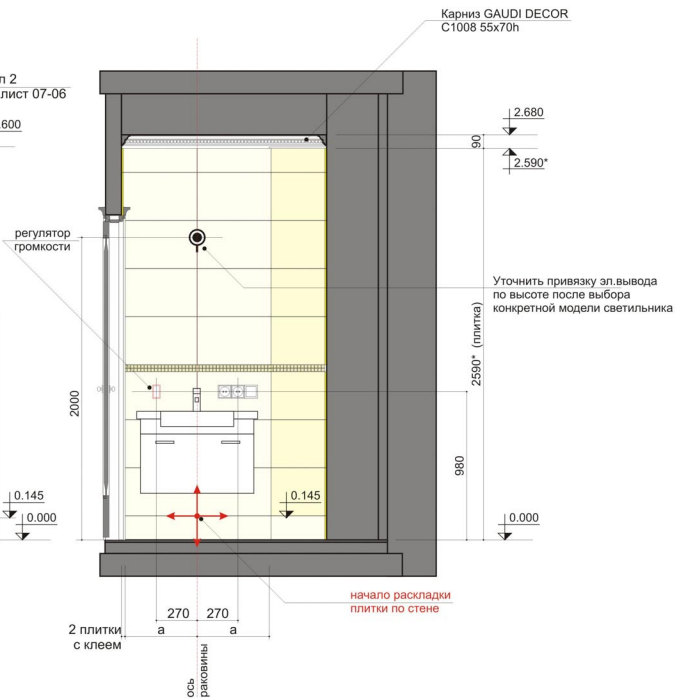 Карниз GAUDI DECOR
C1008 55x70h
л 2
лист 07-06
.600
2.680
90
2.590*
регулятор
громкости
Уточнить привязку эл.вывода
по высоте после выбора
конкретной модели светильника
2590* (плитка)
2000
980
0.145
0.000
0.145
0.000
начало раскладки
плитки по стене
270
270
2 плитки
с клеем
a
a
ось
раковины